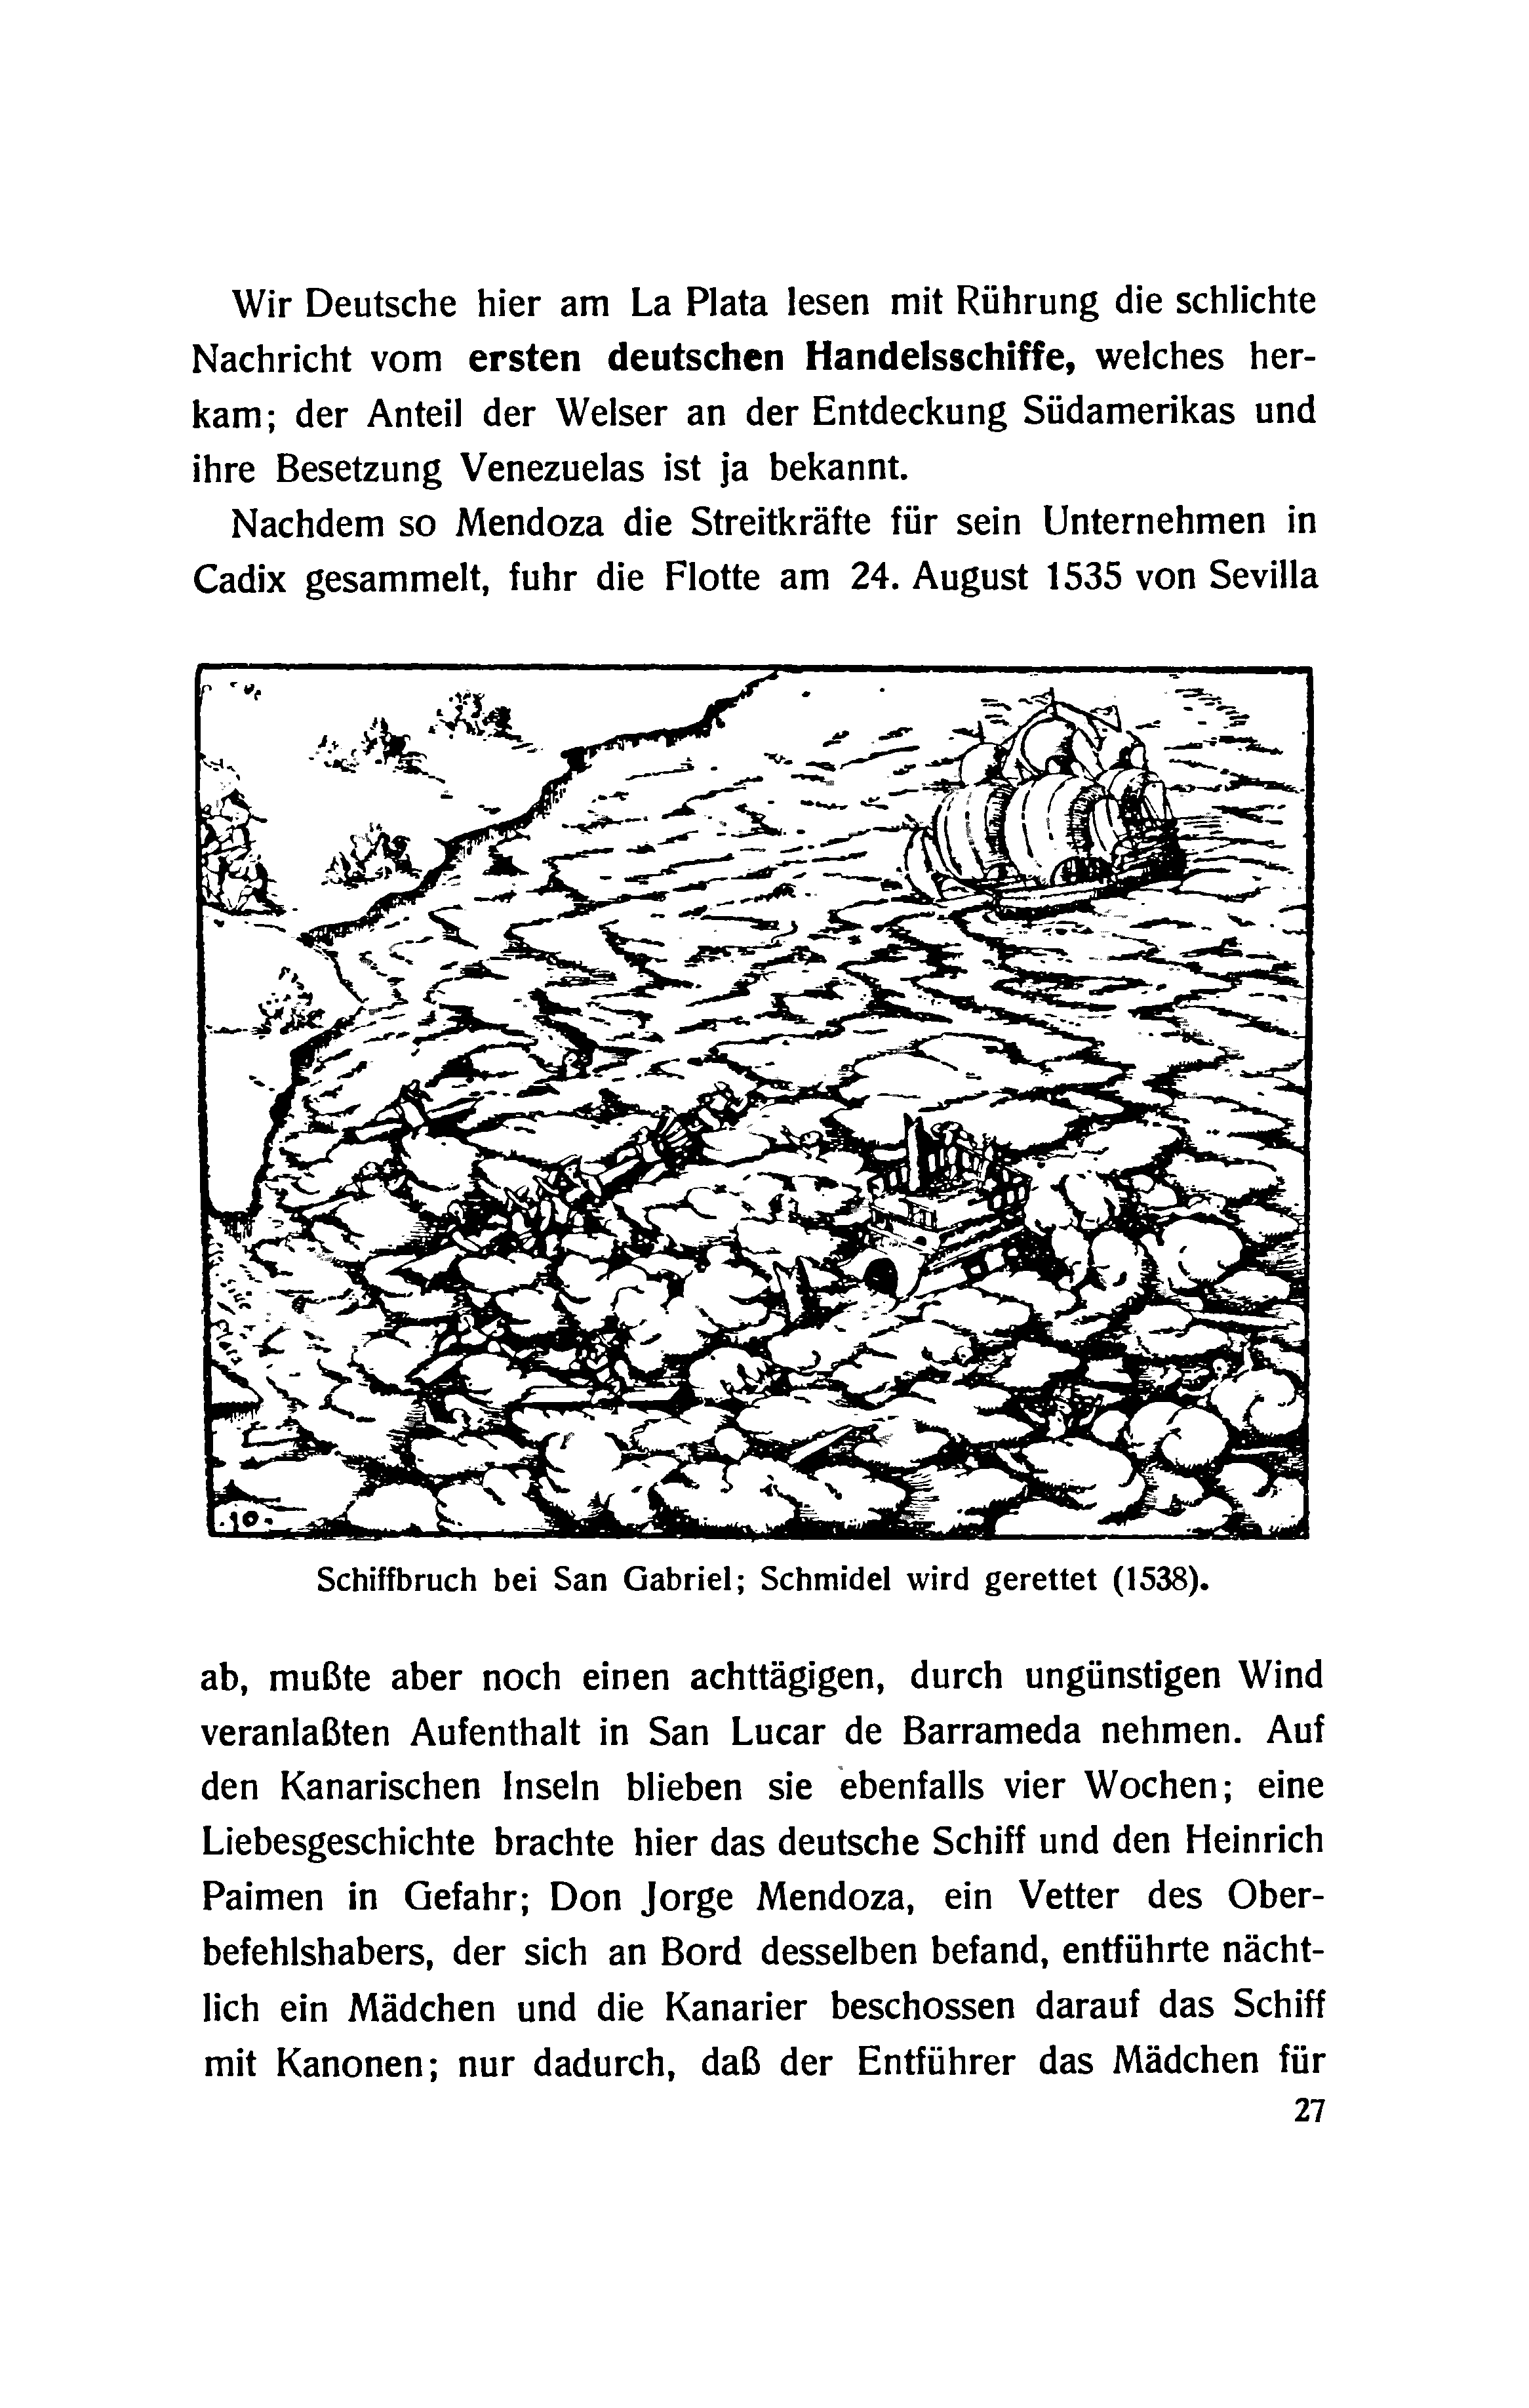 Wir Deutsche hier am La Plata lesen mit Rührung die schlichte
Nachricht vom ersten deutschen Handelsschiffe, welches her-
kam; der Anteil der Welser an der Entdeckung Südamerikas und
ihre Besetzung Venezuelas ist ja bekannt.
Nachdem so Mendoza die Streitkräfte für sein Unternehmen in
Cadix gesammelt, fuhr die Flotte am 24. August 1535 von Sevilla
.10.
Schiffbruch bei San Gabriel; Schmidel wird gerettet (1538).
ab, mußte aber noch einen achttägigen, durch ungünstigen Wind
veranlaßten Aufenthalt in San Lucar de Barrameda nehmen. Auf
den Kanarischen Inseln blieben sie ebenfalls vier Wochen; eine
Liebesgeschichte brachte hier das deutsche Schiff und den Heinrich
Paimen in Gefahr; Don Jorge Mendoza, ein Vetter des Ober-
befehlshabers, der sich an Bord desselben befand, entführte nächt-
lich ein Mädchen und die Kanarier beschossen darauf das Schiff
mit Kanonen; nur dadurch, daß der Entführer das Mädchen für
27